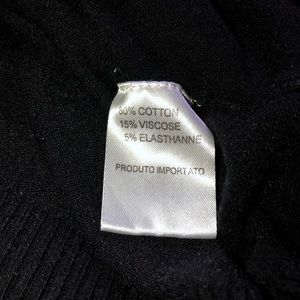 80% COTTON
15% VISCOSE
5% ELASTHANNE
PRODUTO IMPORTATO